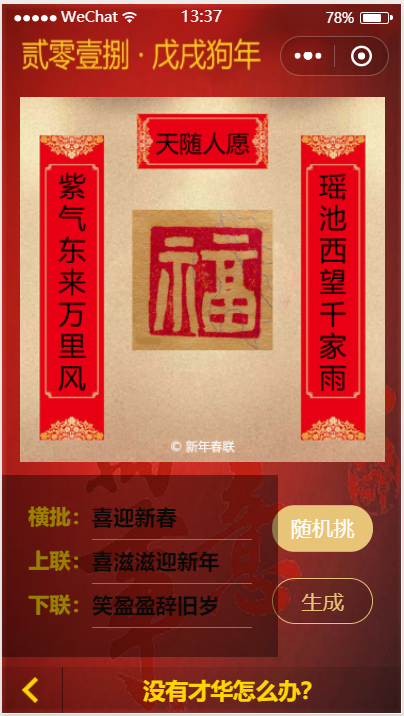 WeChat 13:37 78%
贰零壹捌 · 戊戌狗年
天随人愿
瑶池西望千家雨
紫气东来万里风
福
© 新年春联
横批: 喜迎新春
随机挑
上联: 喜滋滋迎新年
下联: 笑盈盈辞旧岁
生成
没有才华怎么办?